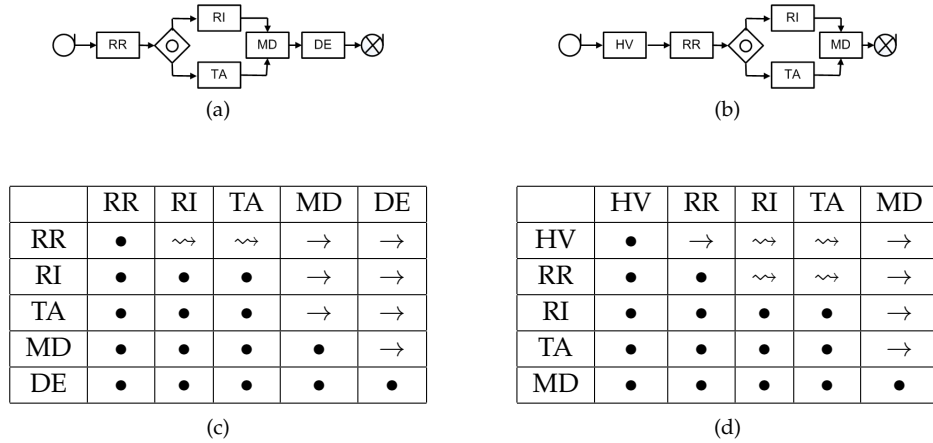 RI RI
RR MD DE HV RR MD
TA TA
(a) (b)
RR RI TA MD DE
RR • ⇝ ⇝ → →
RI • • • → →
TA • • • → →
MD • • • • →
DE • • • • •
(c)
HV RR RI TA MD
HV • → ⇝ ⇝ →
RR • • ⇝ ⇝ →
RI • • • • →
TA • • • • →
MD • • • • •
(d)